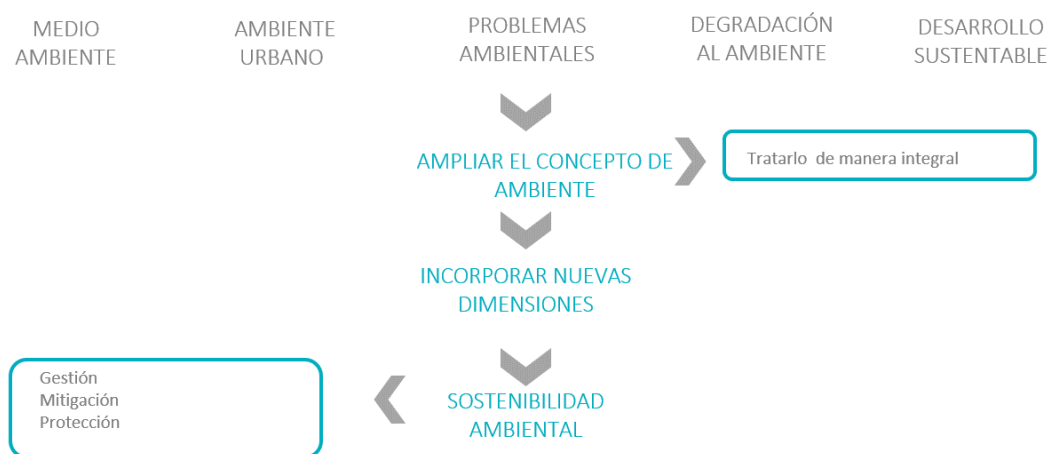 MEDIO
AMBIENTE
AMBIENTE
URBANO
PROBLEMAS
AMBIENTALES
DEGRADACIÓN
AL AMBIENTE
DESARROLLO
SUSTENTABLE
AMPLIAR EL CONCEPTO DE
AMBIENTE
Tratarlo de manera integral
INCORPORAR NUEVAS
DIMENSIONES
Gestión
Mitigación
Protección
SOSTENIBILIDAD
AMBIENTAL